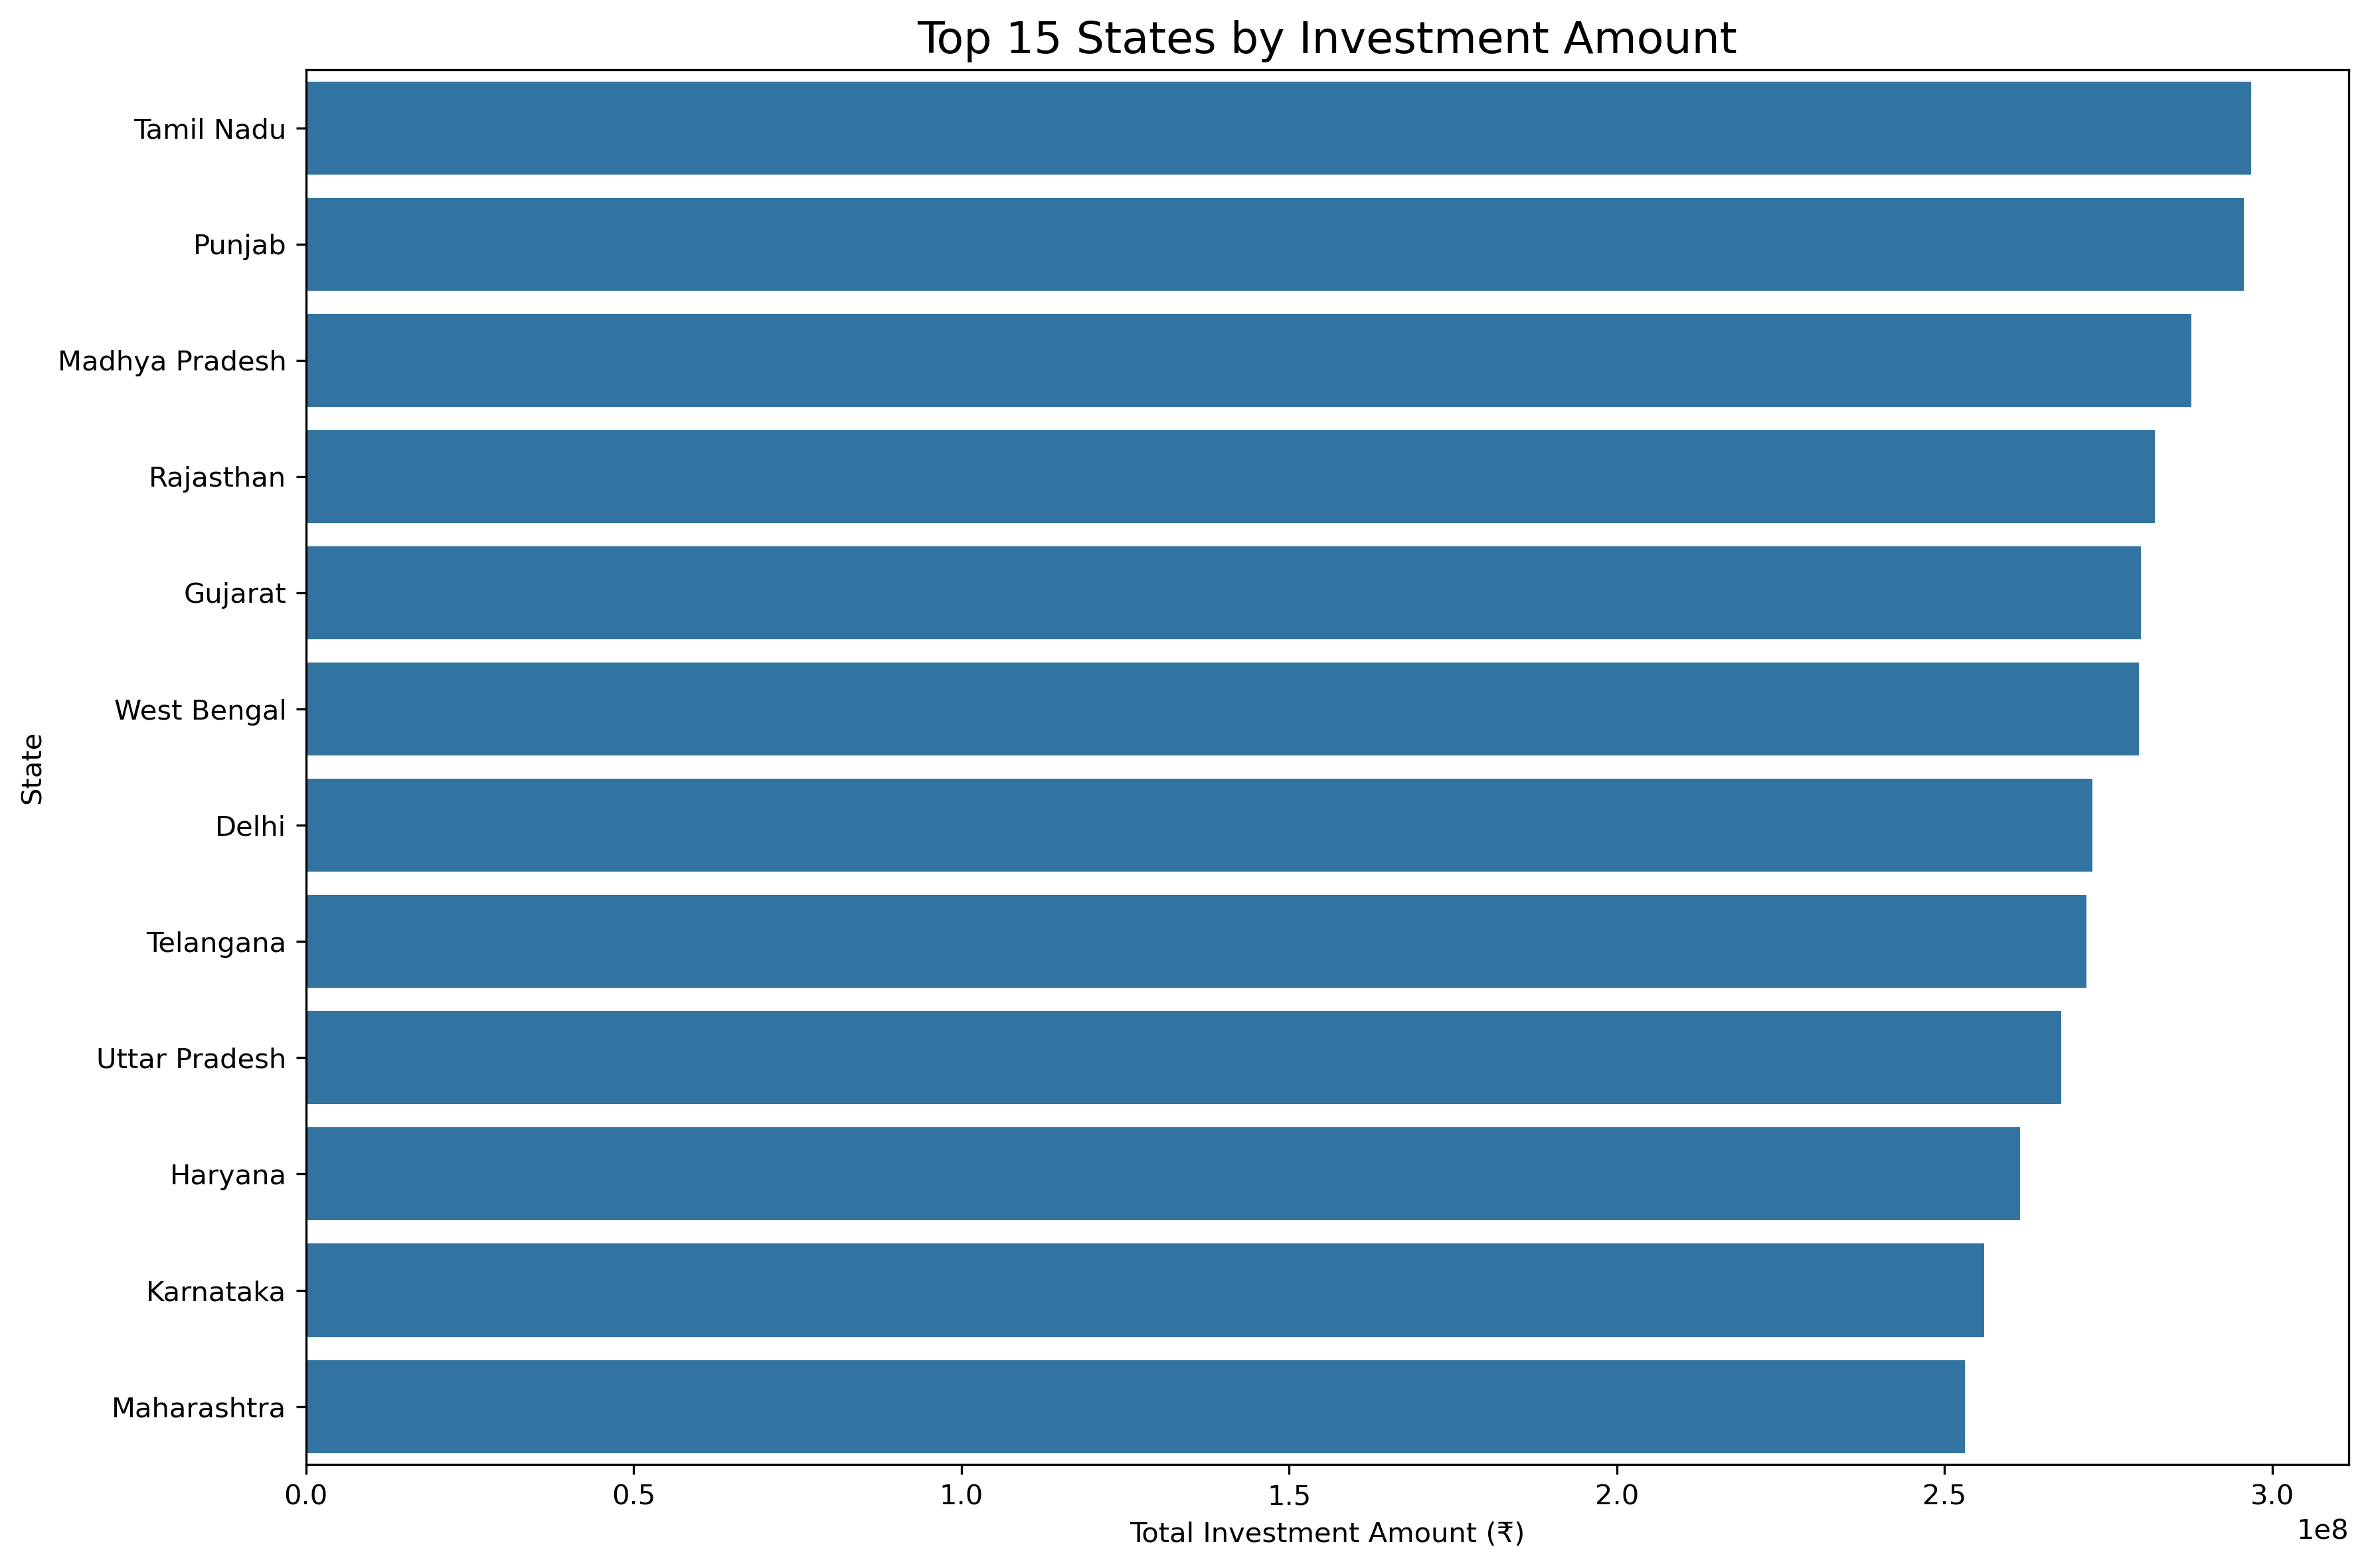 Top 15 States by Investment Amount
Tamil Nadu
Punjab
Madhya Pradesh
Rajasthan
Gujarat
West Bengal
State
Delhi
Telangana
Uttar Pradesh
Haryana
Karnataka
Maharashtra
0.0 0.5 1.0 1.5 2.0 2.5 3.0
Total Investment Amount (₹)
1e8